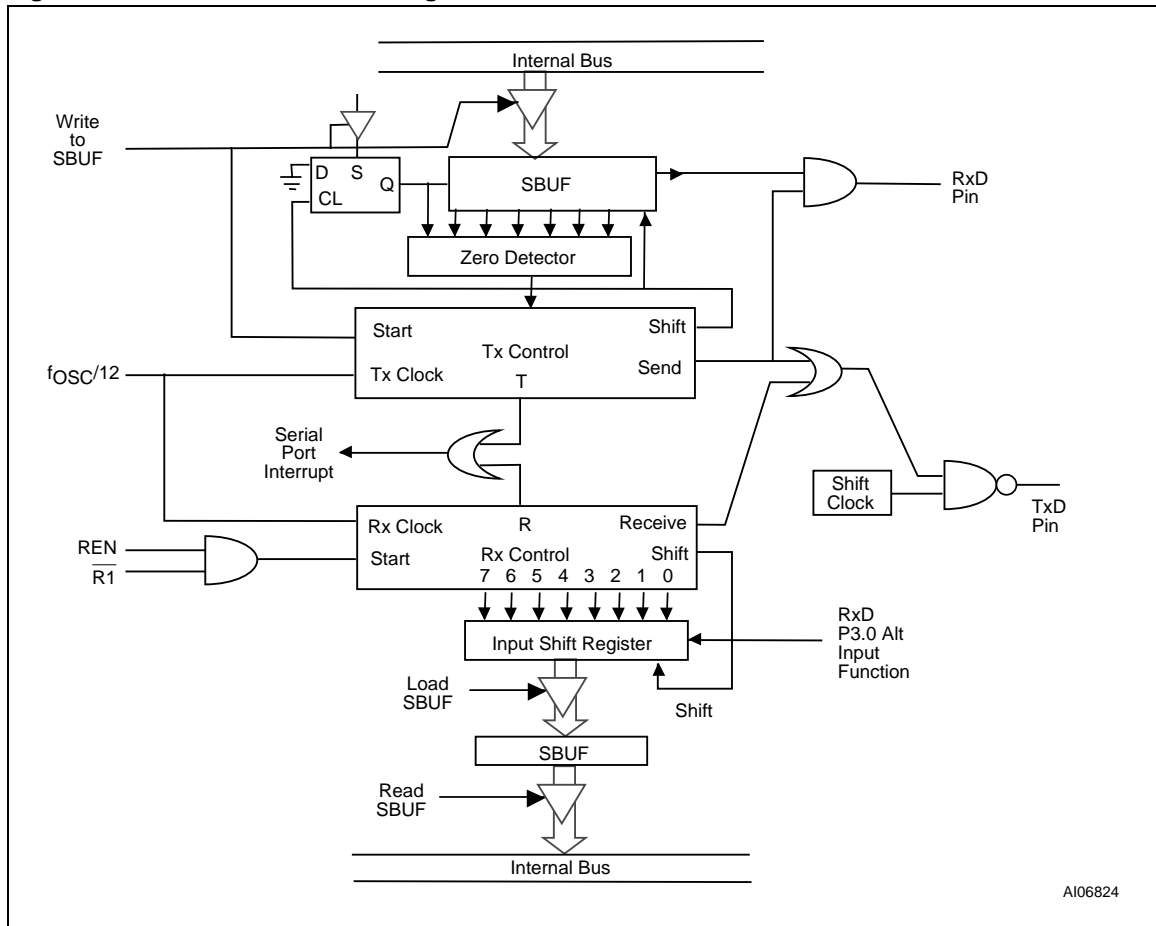 Internal Bus
Write
to
SBUF
D
S
Q
CL
SBUF
RxD
Pin
Zero Detector
Start
Shift
Tx Control
Send
fOSC/12
Tx Clock
T
Serial
Port
Interrupt
Shift
Clock
TxD
Pin
Rx Clock
R
Receive
REN
R1
Start
Rx Control
Shift
7 6 5 4 3 2 1 0
Input Shift Register
RxD
P3.0 Alt
Input
Function
Load
SBUF
Shift
SBUF
Read
SBUF
Internal Bus
AI06824